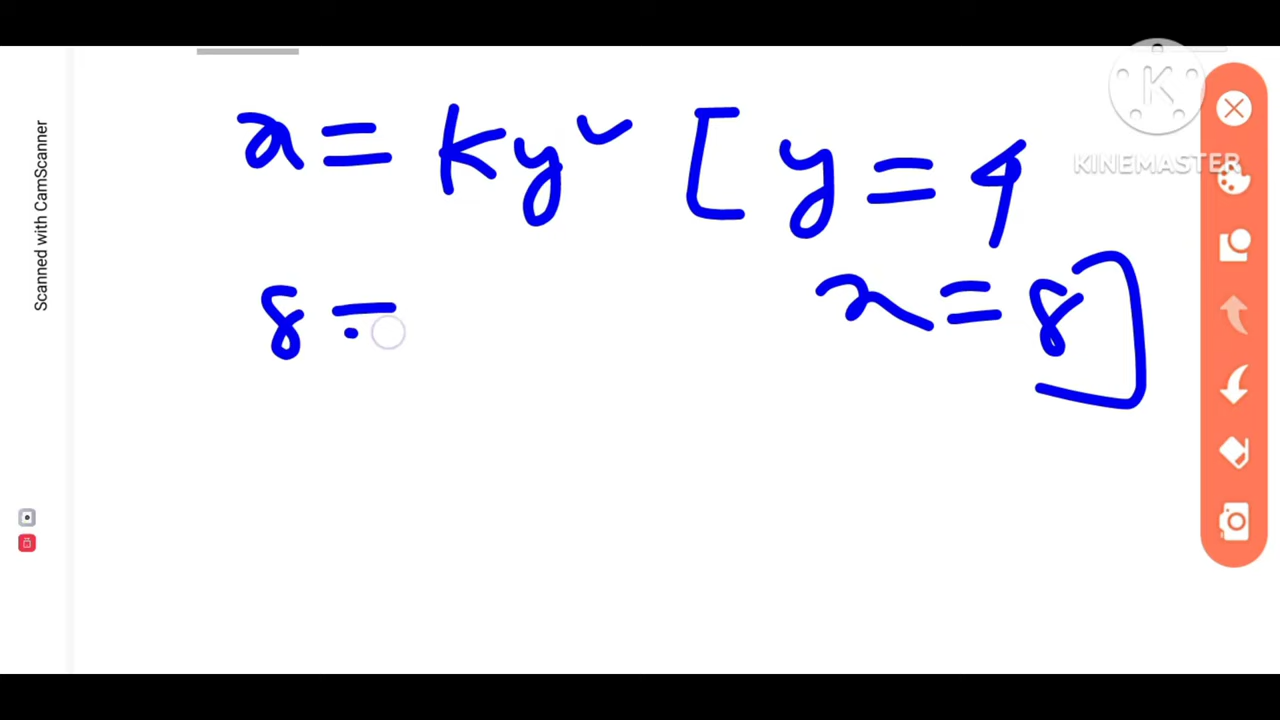 x = ky² [ y = 4
8 = x = 8 ]
KINEMASTER
Scanned with CamScanner